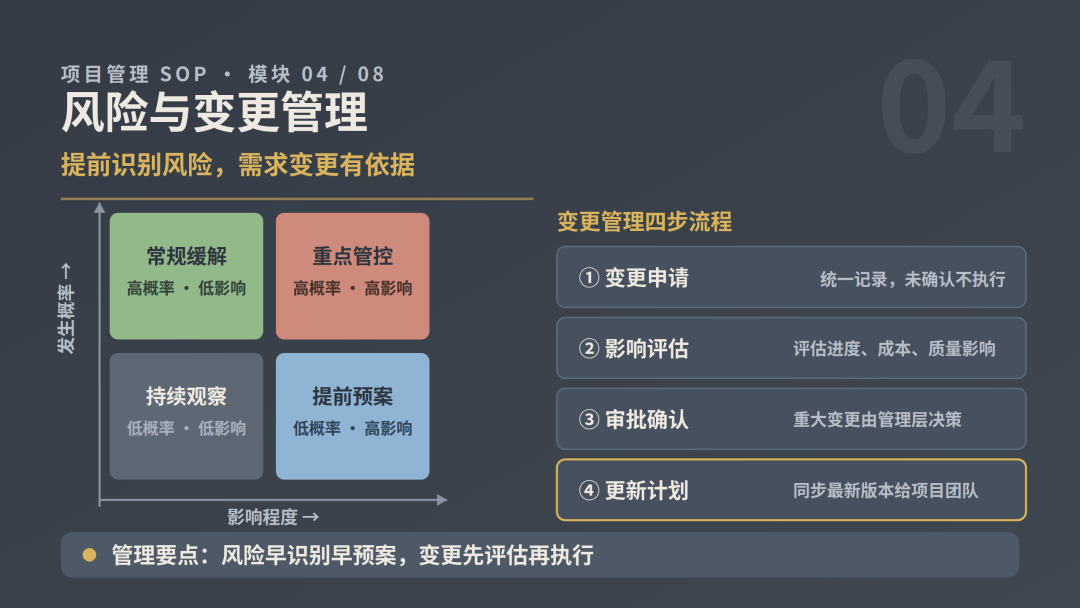 项目管理 SOP · 模块 04 / 08
04
风险与变更管理
提前识别风险，需求变更有依据
发生概率 →
常规缓解
高概率 · 低影响
重点管控
高概率 · 高影响
持续观察
低概率 · 低影响
提前预案
低概率 · 高影响
影响程度 →
变更管理四步流程
① 变更申请
统一记录，未确认不执行
② 影响评估
评估进度、成本、质量影响
③ 审批确认
重大变更由管理层决策
④ 更新计划
同步最新版本给项目团队
管理要点：风险早识别早预案，变更先评估再执行